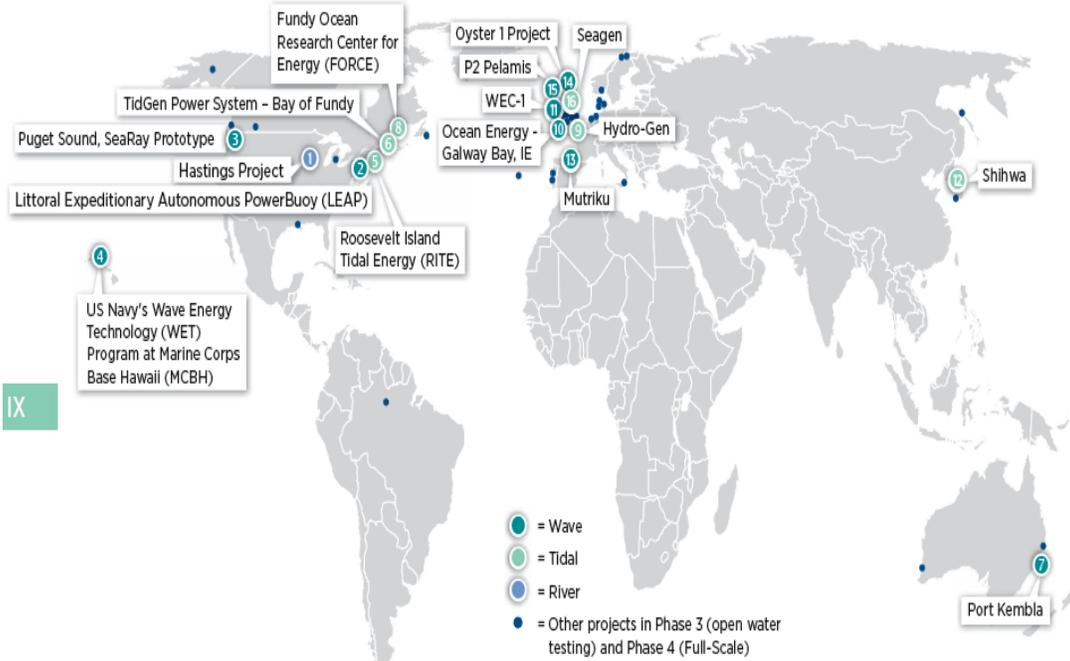 Fundy Ocean
Research Center for
Energy (FORCE)
Oyster 1 Project
Seagen
P2 Pelamis
TidGen Power System – Bay of Fundy
WEC-1
Puget Sound, SeaRay Prototype
Ocean Energy -
Galway Bay, IE
Hydro-Gen
Hastings Project
Shihwa
Littoral Expeditionary Autonomous PowerBuoy (LEAP)
Mutriku
Roosevelt Island
Tidal Energy (RITE)
US Navy's Wave Energy
Technology (WET)
Program at Marine Corps
Base Hawaii (MCBH)
IX
Port Kembla
1
2
3
4
5
6
7
8
9
10
11
12
13
14
15
16
= Wave
= Tidal
= River
= Other projects in Phase 3 (open water
testing) and Phase 4 (Full-Scale)